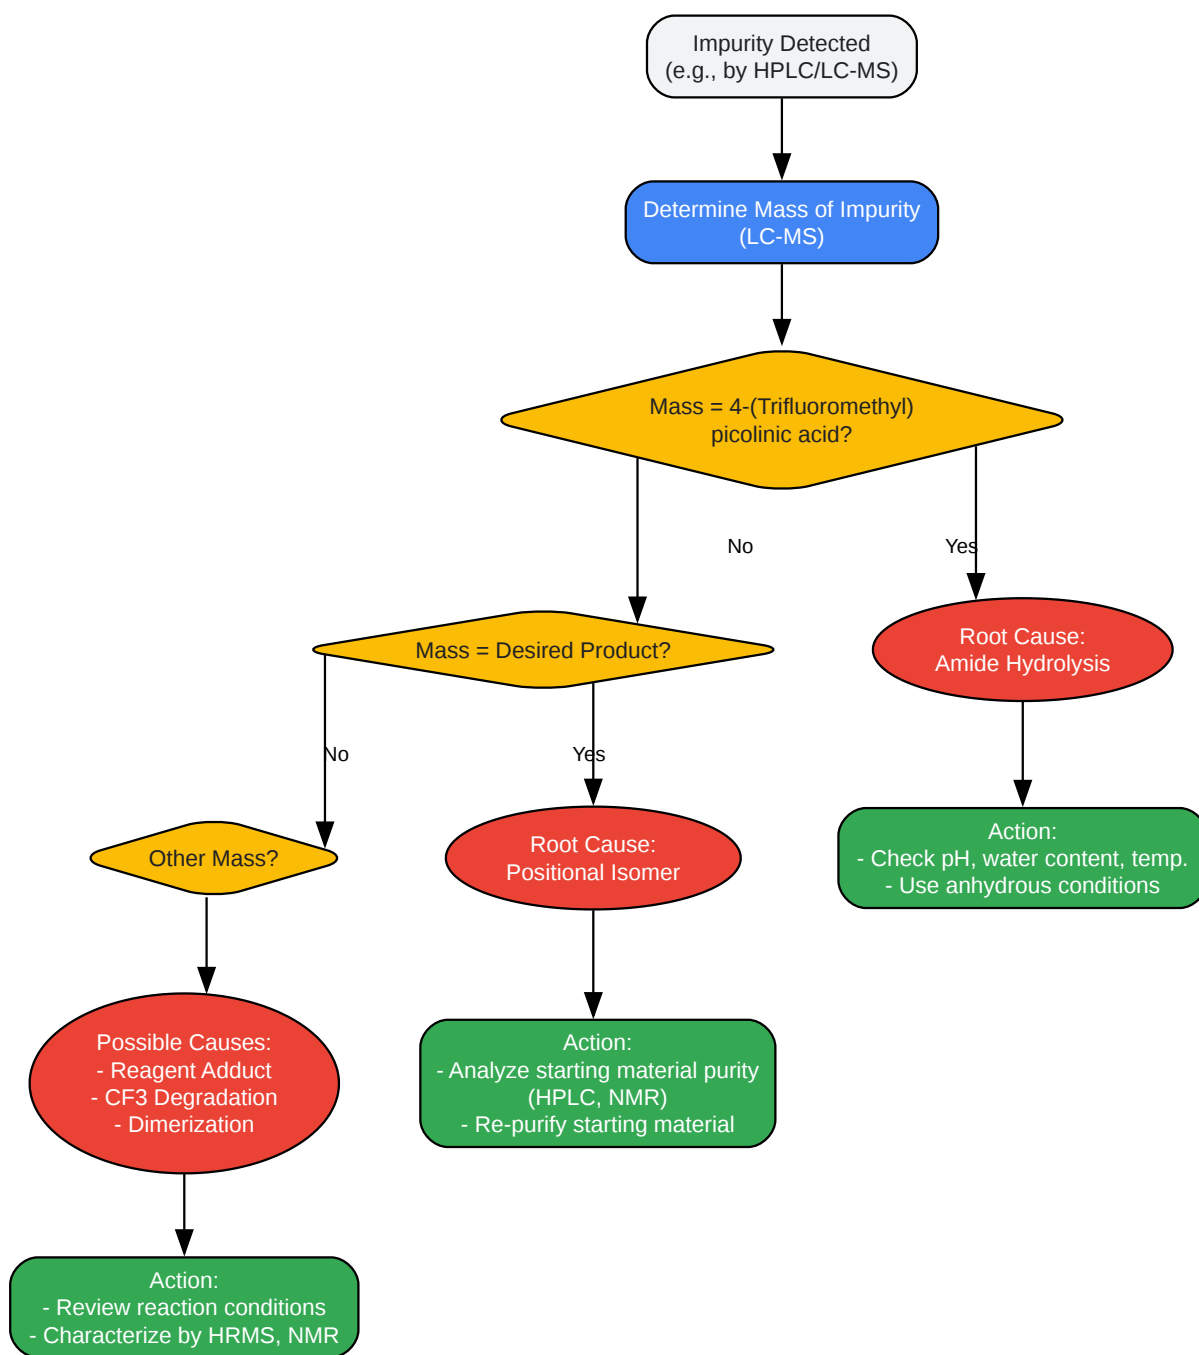 Impurity Detected
(e.g., by HPLC/LC-MS)
Determine Mass of Impurity
(LC-MS)
Mass = 4-(Trifluoromethyl)
picolinic acid?
No
Yes
Mass = Desired Product?
Root Cause:
Amide Hydrolysis
No
Yes
Other Mass?
Root Cause:
Positional Isomer
Action:
- Check pH, water content, temp.
- Use anhydrous conditions
Possible Causes:
- Reagent Adduct
- CF3 Degradation
- Dimerization
Action:
- Analyze starting material purity
(HPLC, NMR)
- Re-purify starting material
Action:
- Review reaction conditions
- Characterize by HRMS, NMR